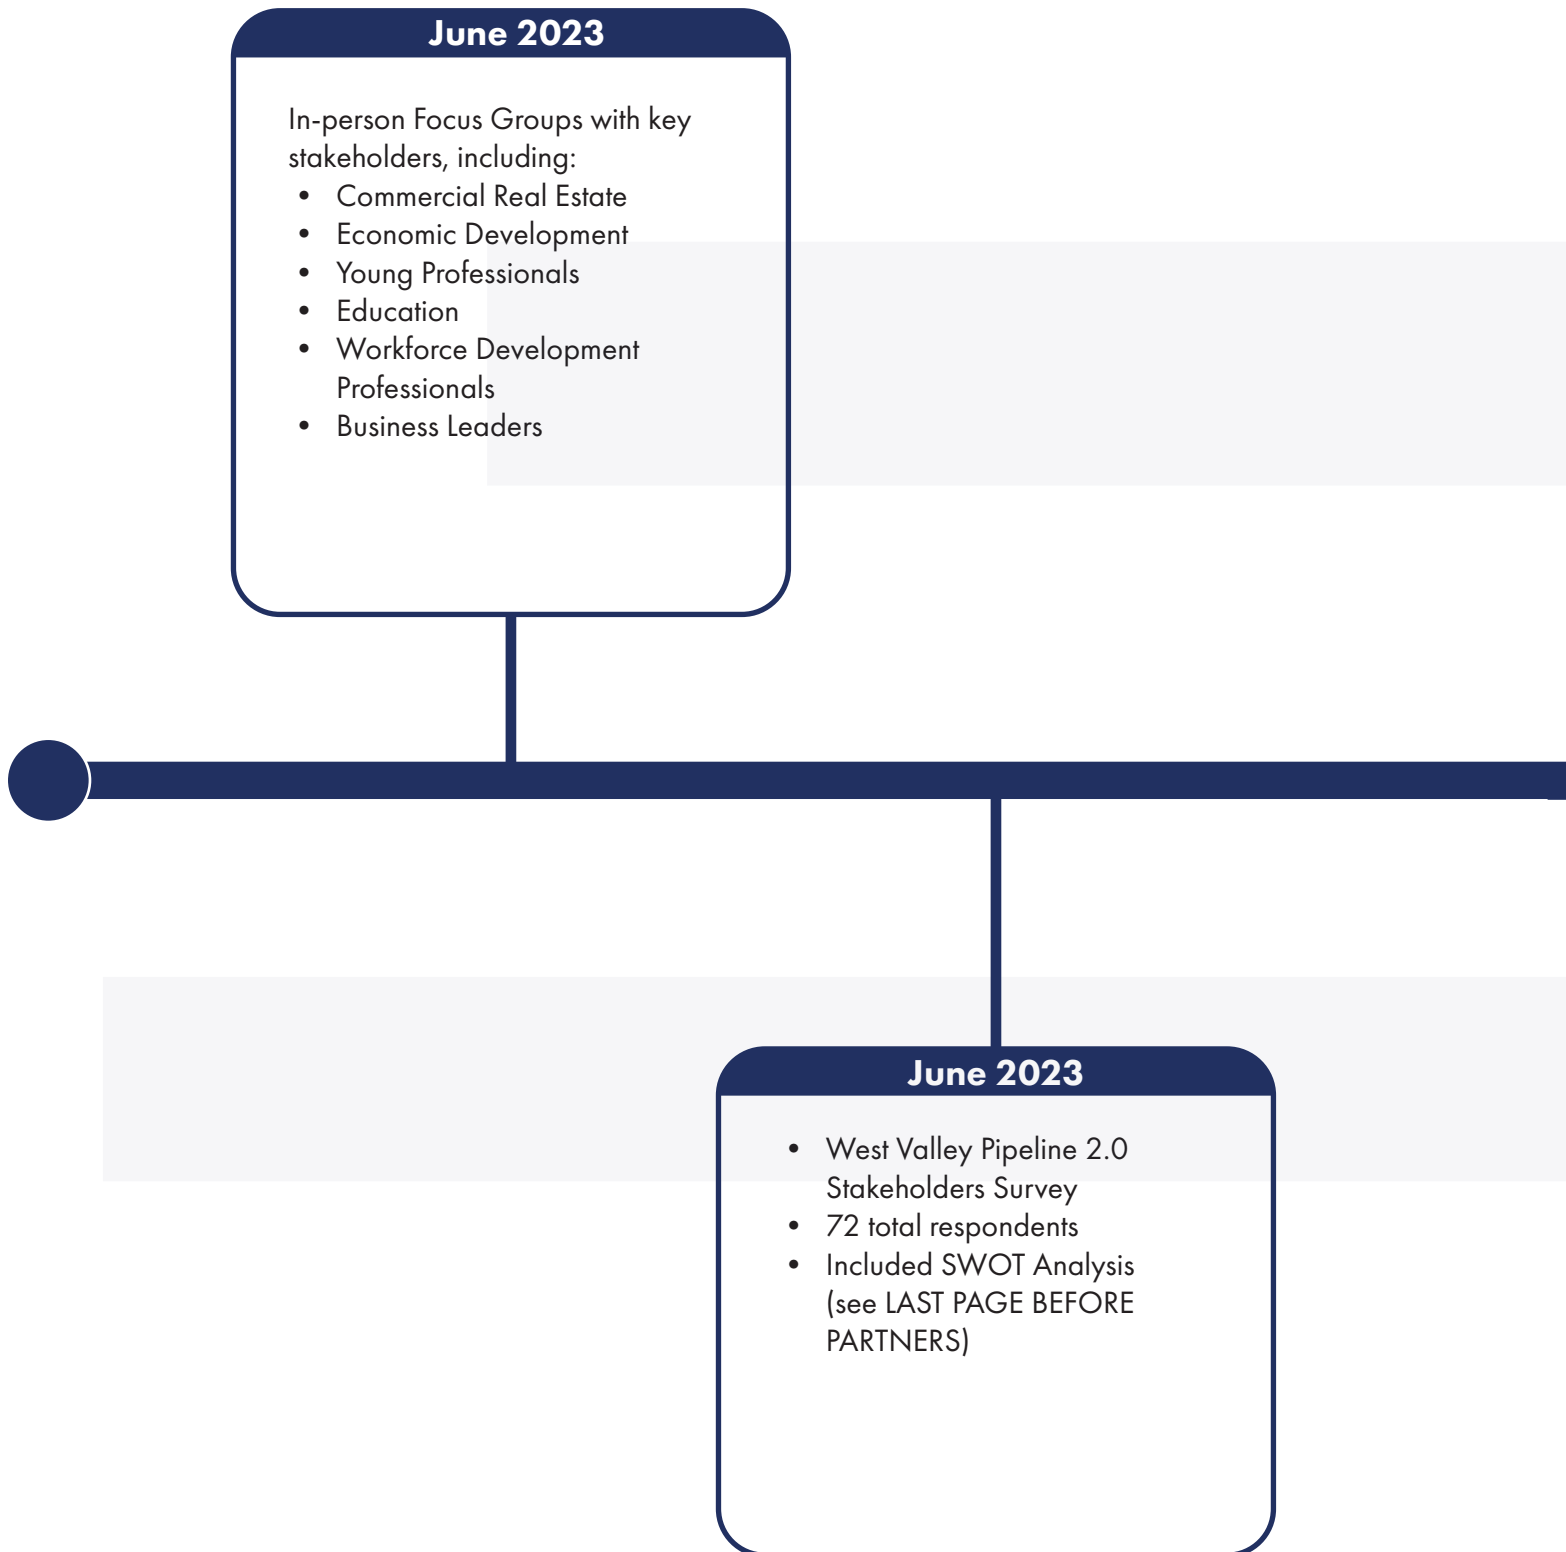 June 2023
In-person Focus Groups with key
stakeholders, including:
• Commercial Real Estate
• Economic Development
• Young Professionals
• Education
• Workforce Development
Professionals
• Business Leaders
June 2023
• West Valley Pipeline 2.0
Stakeholders Survey
• 72 total respondents
• Included SWOT Analysis
(see LAST PAGE BEFORE
PARTNERS)